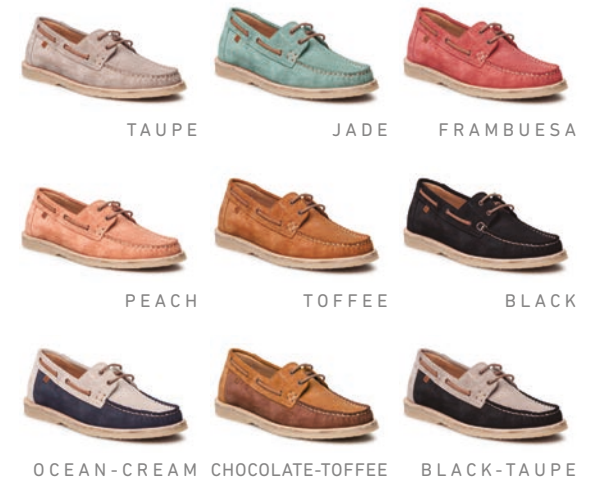 TAUPE JADE FRAMBUESA
PEACH TOFFEE BLACK
OCEAN-CREAM CHOCOLATE-TOFFEE BLACK-TAUPE